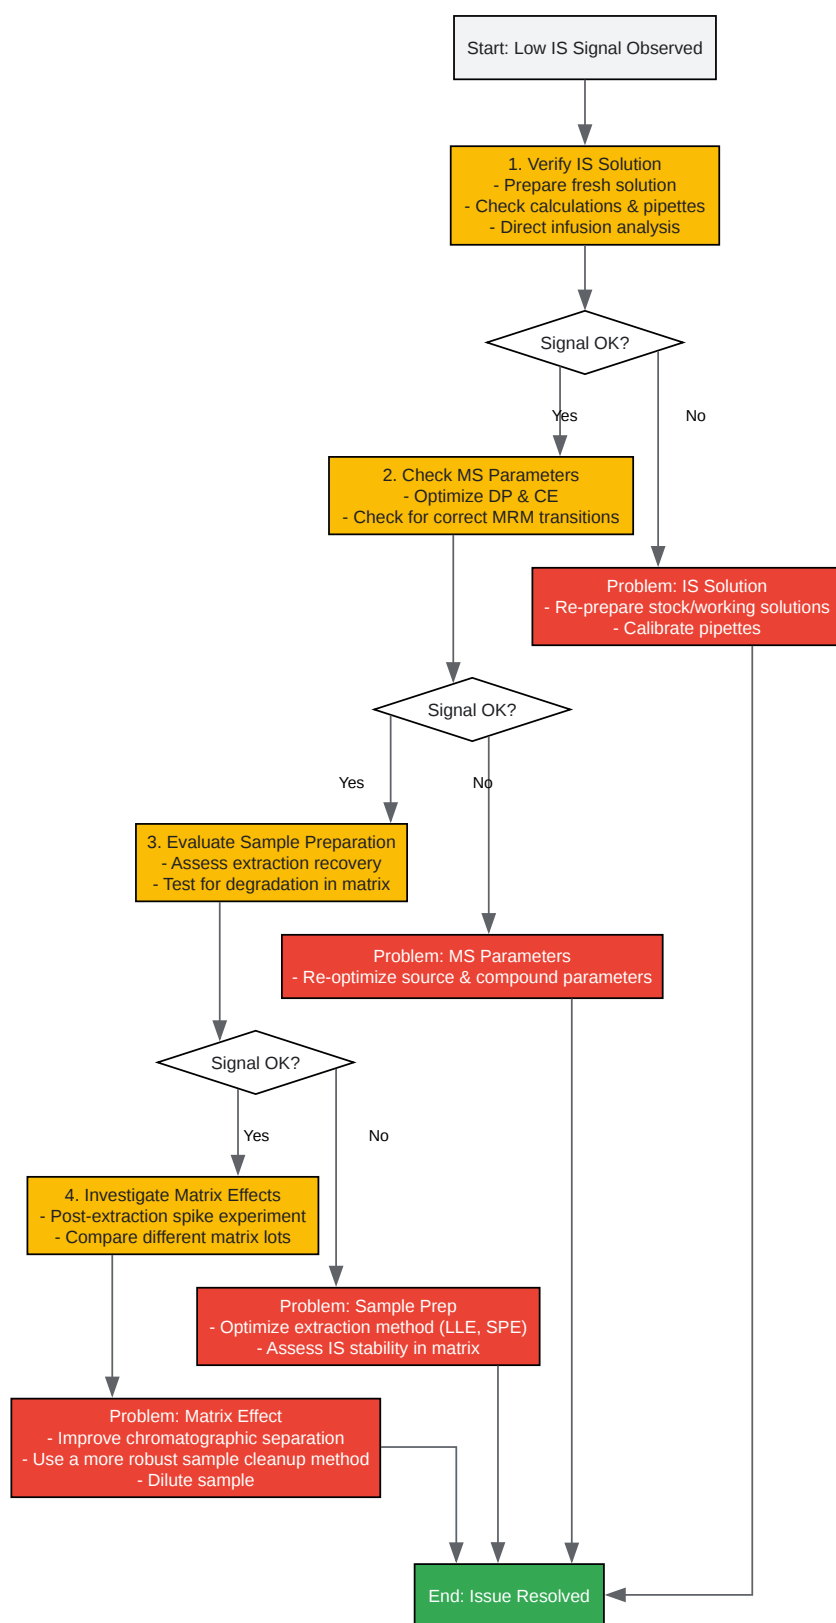 Start: Low IS Signal Observed
1. Verify IS Solution
- Prepare fresh solution
- Check calculations & pipettes
- Direct infusion analysis
Signal OK?
Yes
No
2. Check MS Parameters
- Optimize DP & CE
- Check for correct MRM transitions
Problem: IS Solution
- Re-prepare stock/working solutions
- Calibrate pipettes
Signal OK?
Yes
No
3. Evaluate Sample Preparation
- Assess extraction recovery
- Test for degradation in matrix
Problem: MS Parameters
- Re-optimize source & compound parameters
Signal OK?
Yes
No
4. Investigate Matrix Effects
- Post-extraction spike experiment
- Compare different matrix lots
Problem: Sample Prep
- Optimize extraction method (LLE, SPE)
- Assess IS stability in matrix
Problem: Matrix Effect
- Improve chromatographic separation
- Use a more robust sample cleanup method
- Dilute sample
End: Issue Resolved